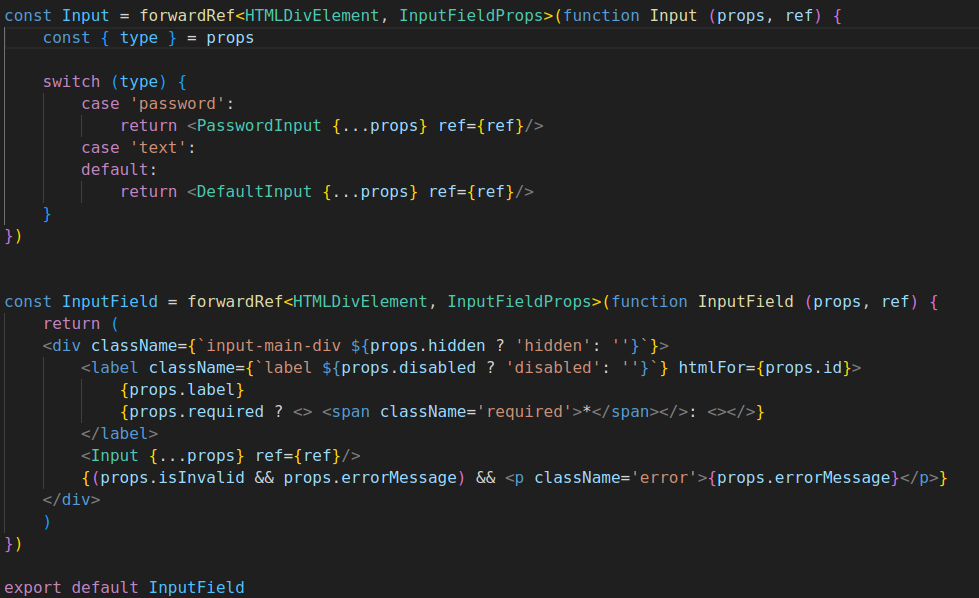 const Input = forwardRef<HTMLDivElement, InputFieldProps>(function Input (props, ref) {
    const { type } = props
    switch (type) {
        case 'password':
            return <PasswordInput {...props} ref={ref}/>
        case 'text':
        default:
            return <DefaultInput {...props} ref={ref}/>
    }
})
const InputField = forwardRef<HTMLDivElement, InputFieldProps>(function InputField (props, ref) {
    return (
    <div className={`input-main-div ${props.hidden ? 'hidden': ''}`}>
        <label className={`label ${props.disabled ? 'disabled': ''}`} htmlFor={props.id}>
            {props.label}
            {props.required ? <> <span className='required'>*</span></>: <></>}
        </label>
        <Input {...props} ref={ref}/>
        {(props.isInvalid && props.errorMessage) && <p className='error'>{props.errorMessage}</p>}
    </div>
    )
})
export default InputField